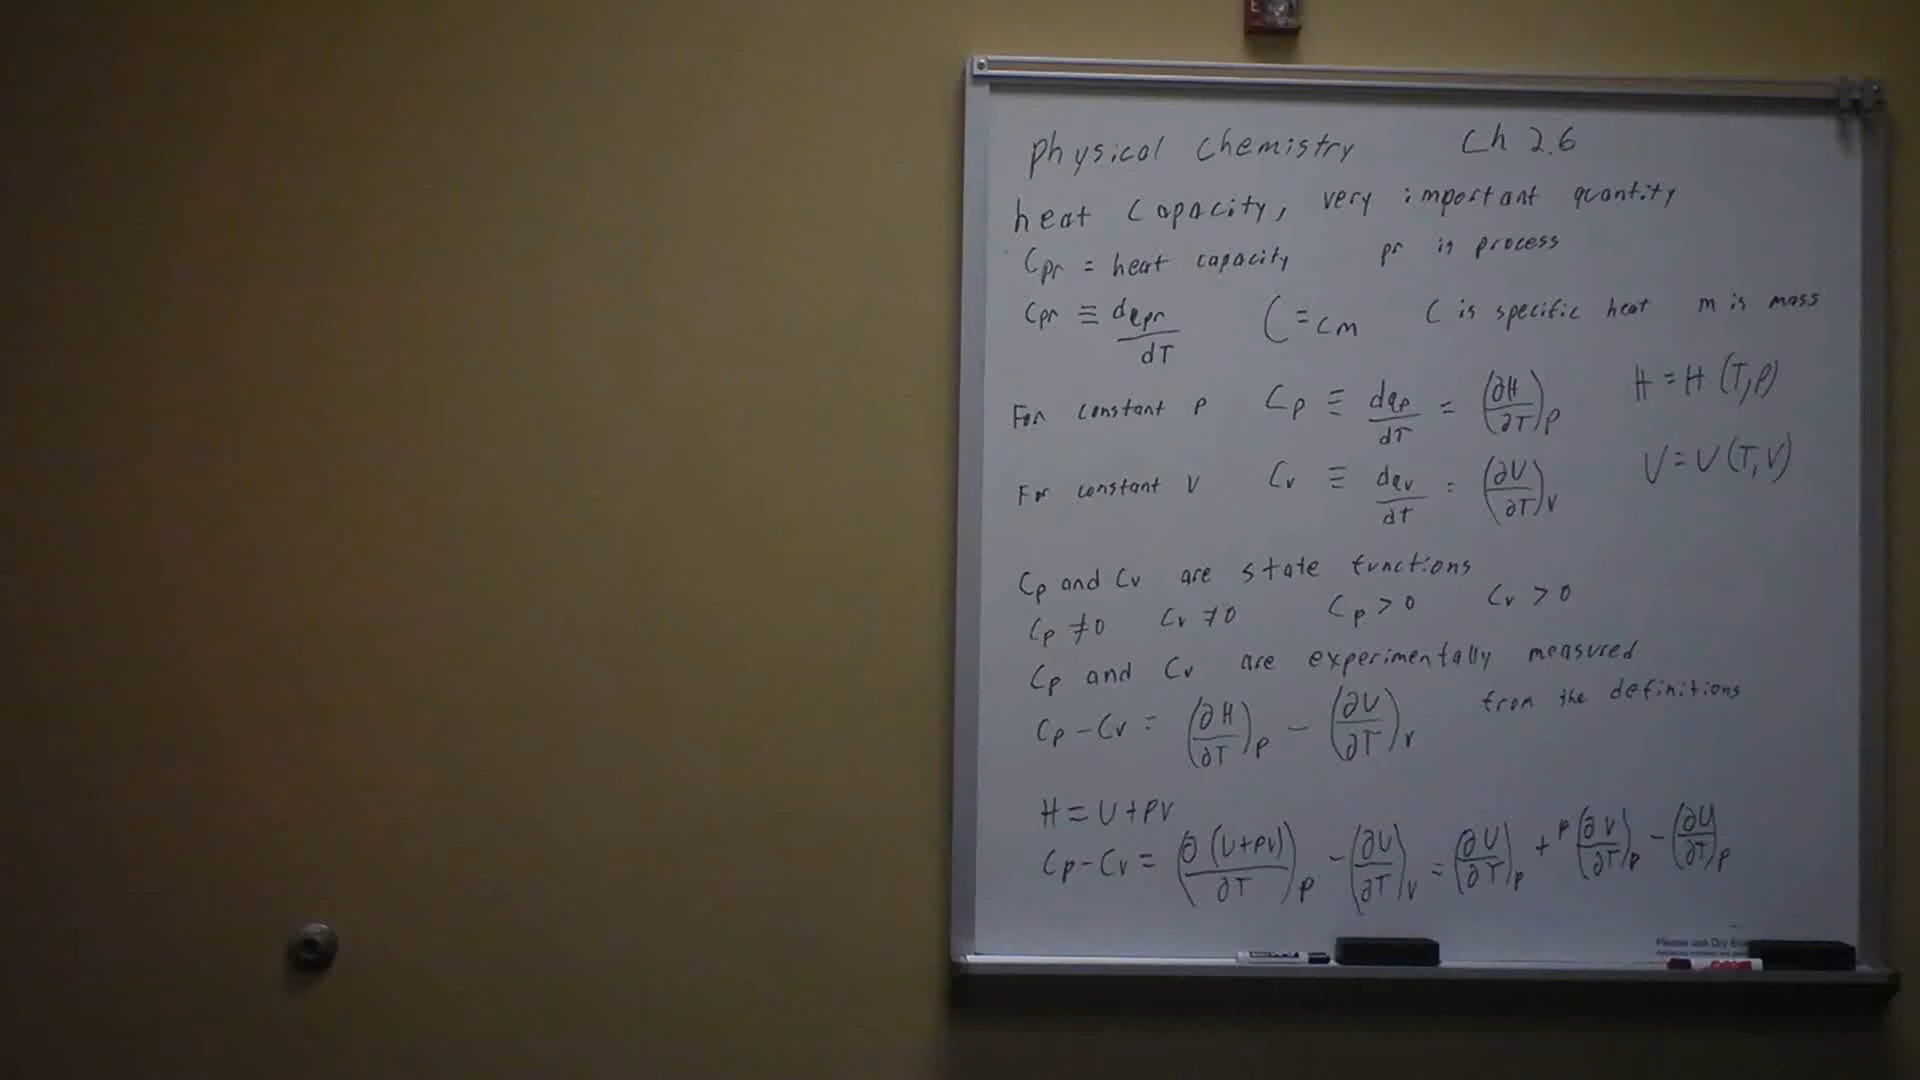 physical chemistry Ch 2.6
heat capacity, very important quantity
Cpr = heat capacity pr is process
Cpr ≡ dqpr/dT C = cm C is specific heat m is mass
For constant P Cp ≡ dqp/dT = (∂H/∂T)p H = H (T,P)
For constant V Cv ≡ dqv/dT = (∂U/∂T)v U = U (T,V)
Cp and Cv are state functions
Cp ≠ 0 Cv ≠ 0 Cp > 0 Cv > 0
Cp and Cv are experimentally measured
Cp - Cv = (∂H/∂T)p - (∂U/∂T)v from the definitions
H = U + PV
Cp - Cv = (∂(U+PV)/∂T)p - (∂U/∂T)v = (∂U/∂T)p + P(∂V/∂T)p - (∂U/∂T)p
Please use Dry